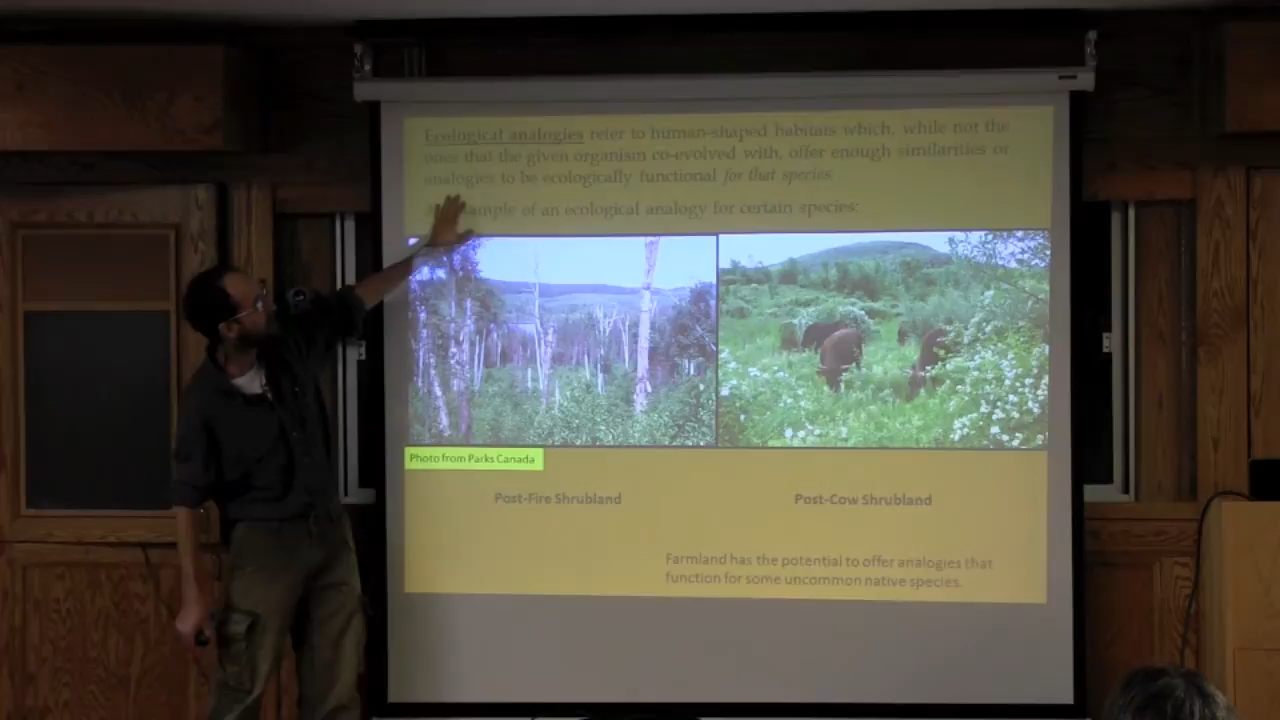 Ecological analogies refer to human-shaped habitats which, while not the
ones that the given organism co-evolved with, offer enough similarities or
analogies to be ecologically functional for that species.
example of an ecological analogy for certain species:
Photo from Parks Canada
Post-Fire Shrubland
Post-Cow Shrubland
Farmland has the potential to offer analogies that
function for some uncommon native species.